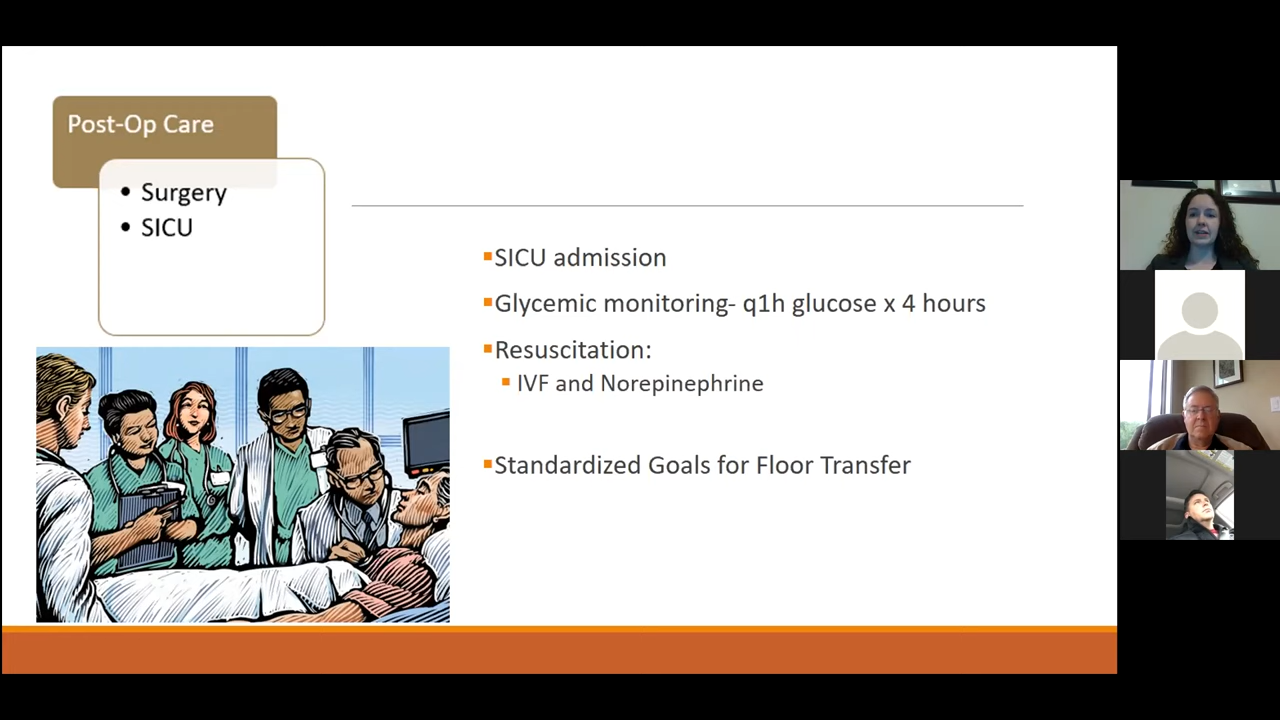 Post-Op Care
• Surgery
• SICU
▪SICU admission
▪Glycemic monitoring- q1h glucose x 4 hours
▪Resuscitation:
▪ IVF and Norepinephrine
▪Standardized Goals for Floor Transfer